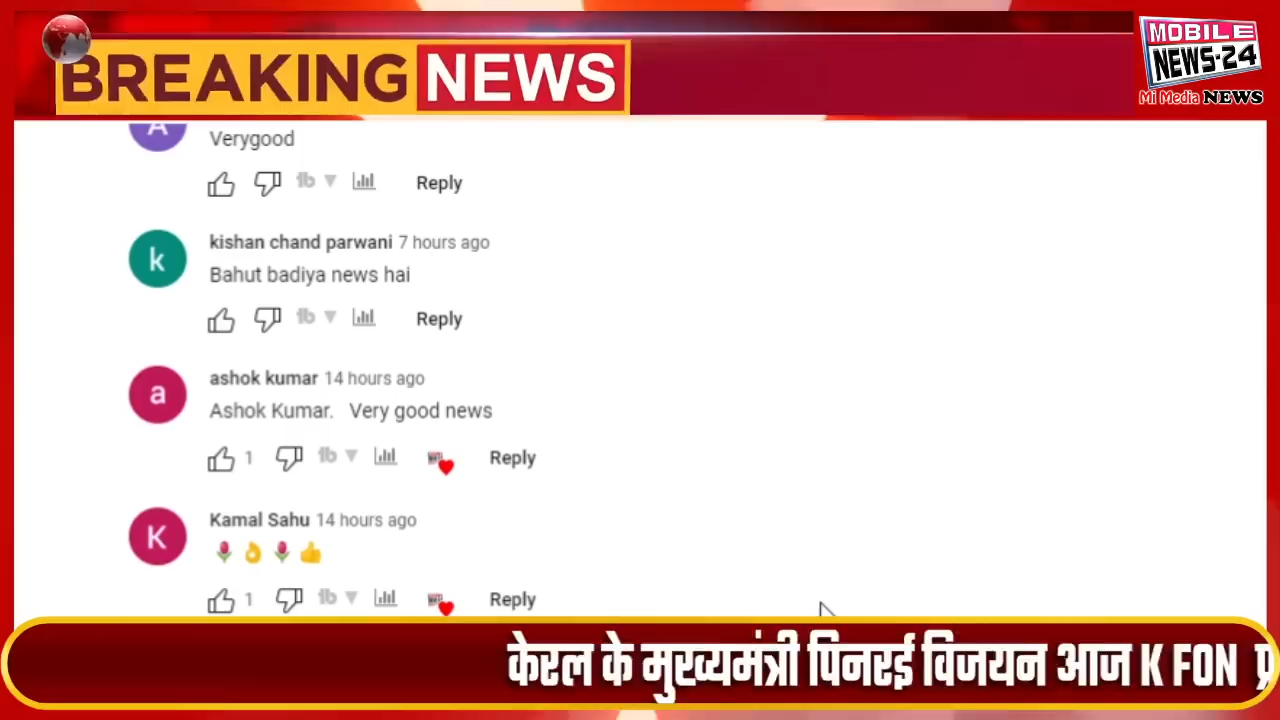 BREAKING NEWS
MOBILE
NEWS-24
Mi Media NEWS
A
Verygood
Reply
k
kishan chand parwani 7 hours ago
Bahut badiya news hai
Reply
a
ashok kumar 14 hours ago
Ashok Kumar. Very good news
1
Reply
K
Kamal Sahu 14 hours ago
🌷👌🌷👍
1
Reply
केरल के मुख्यमंत्री पिनरई विजयन आज K FON